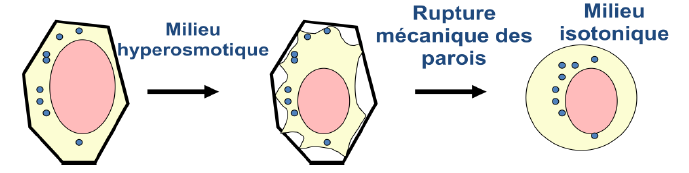 Milieu
hyperosmotique
Rupture
mécanique des
parois
Milieu
isotonique